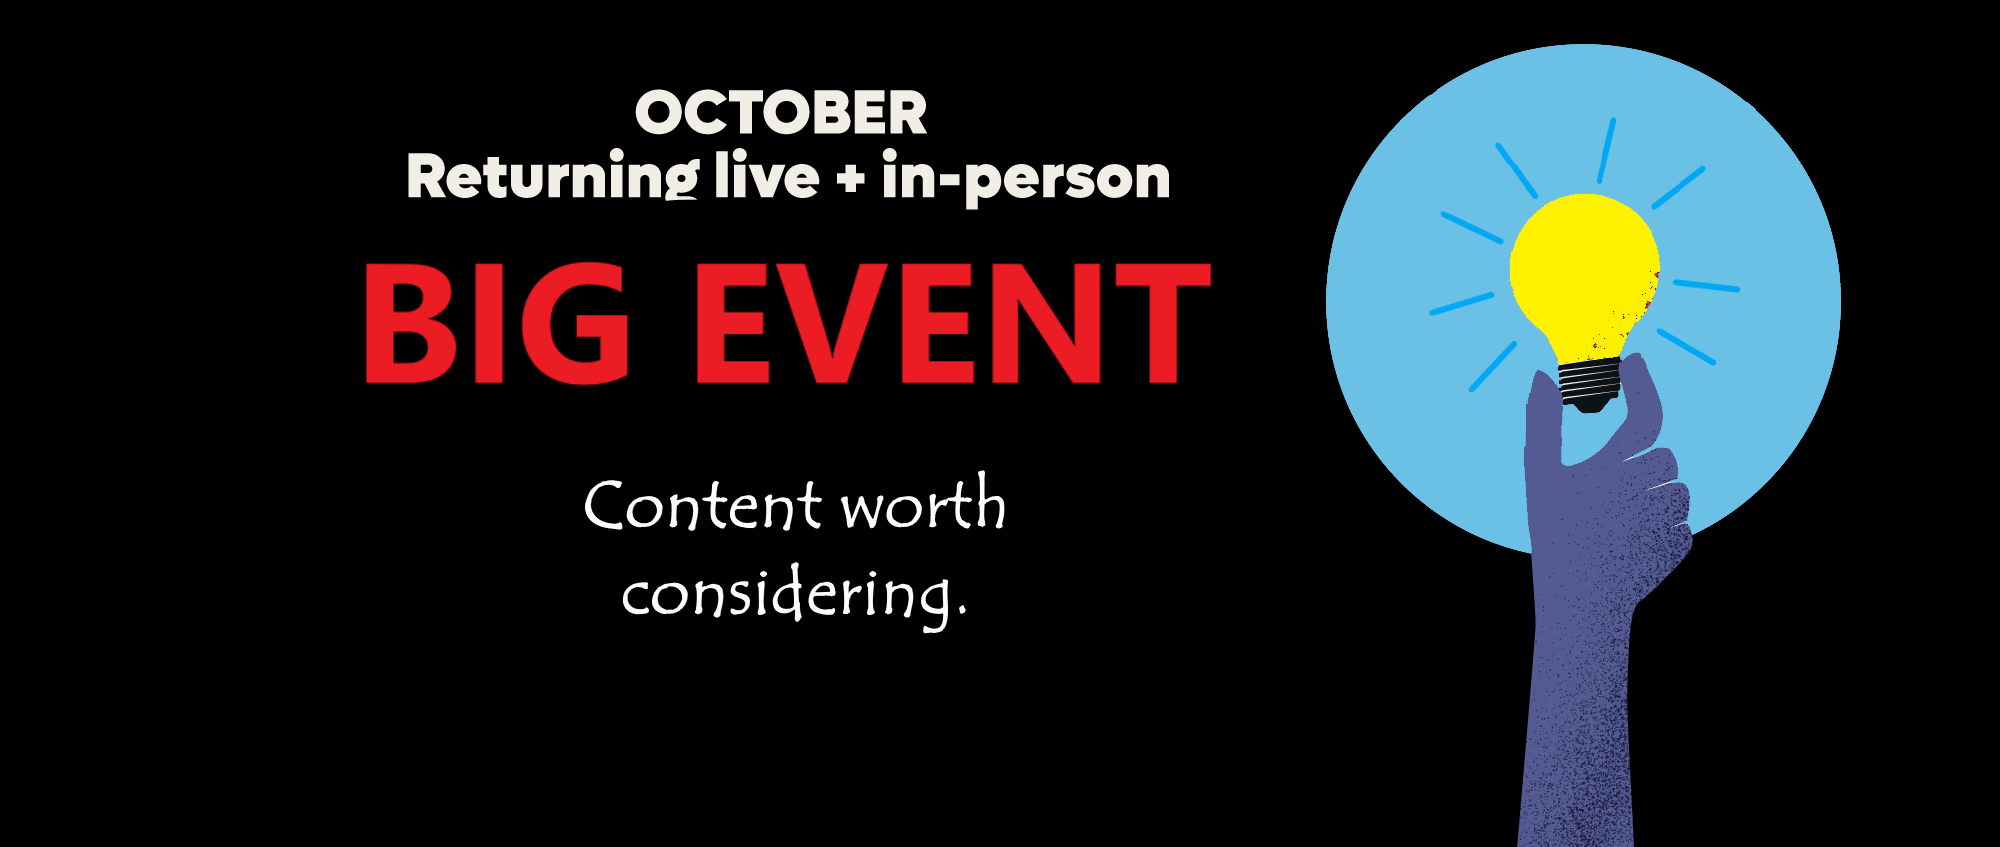 OCTOBER
Returning live + in-person
BIG EVENT
Content worth
considering.